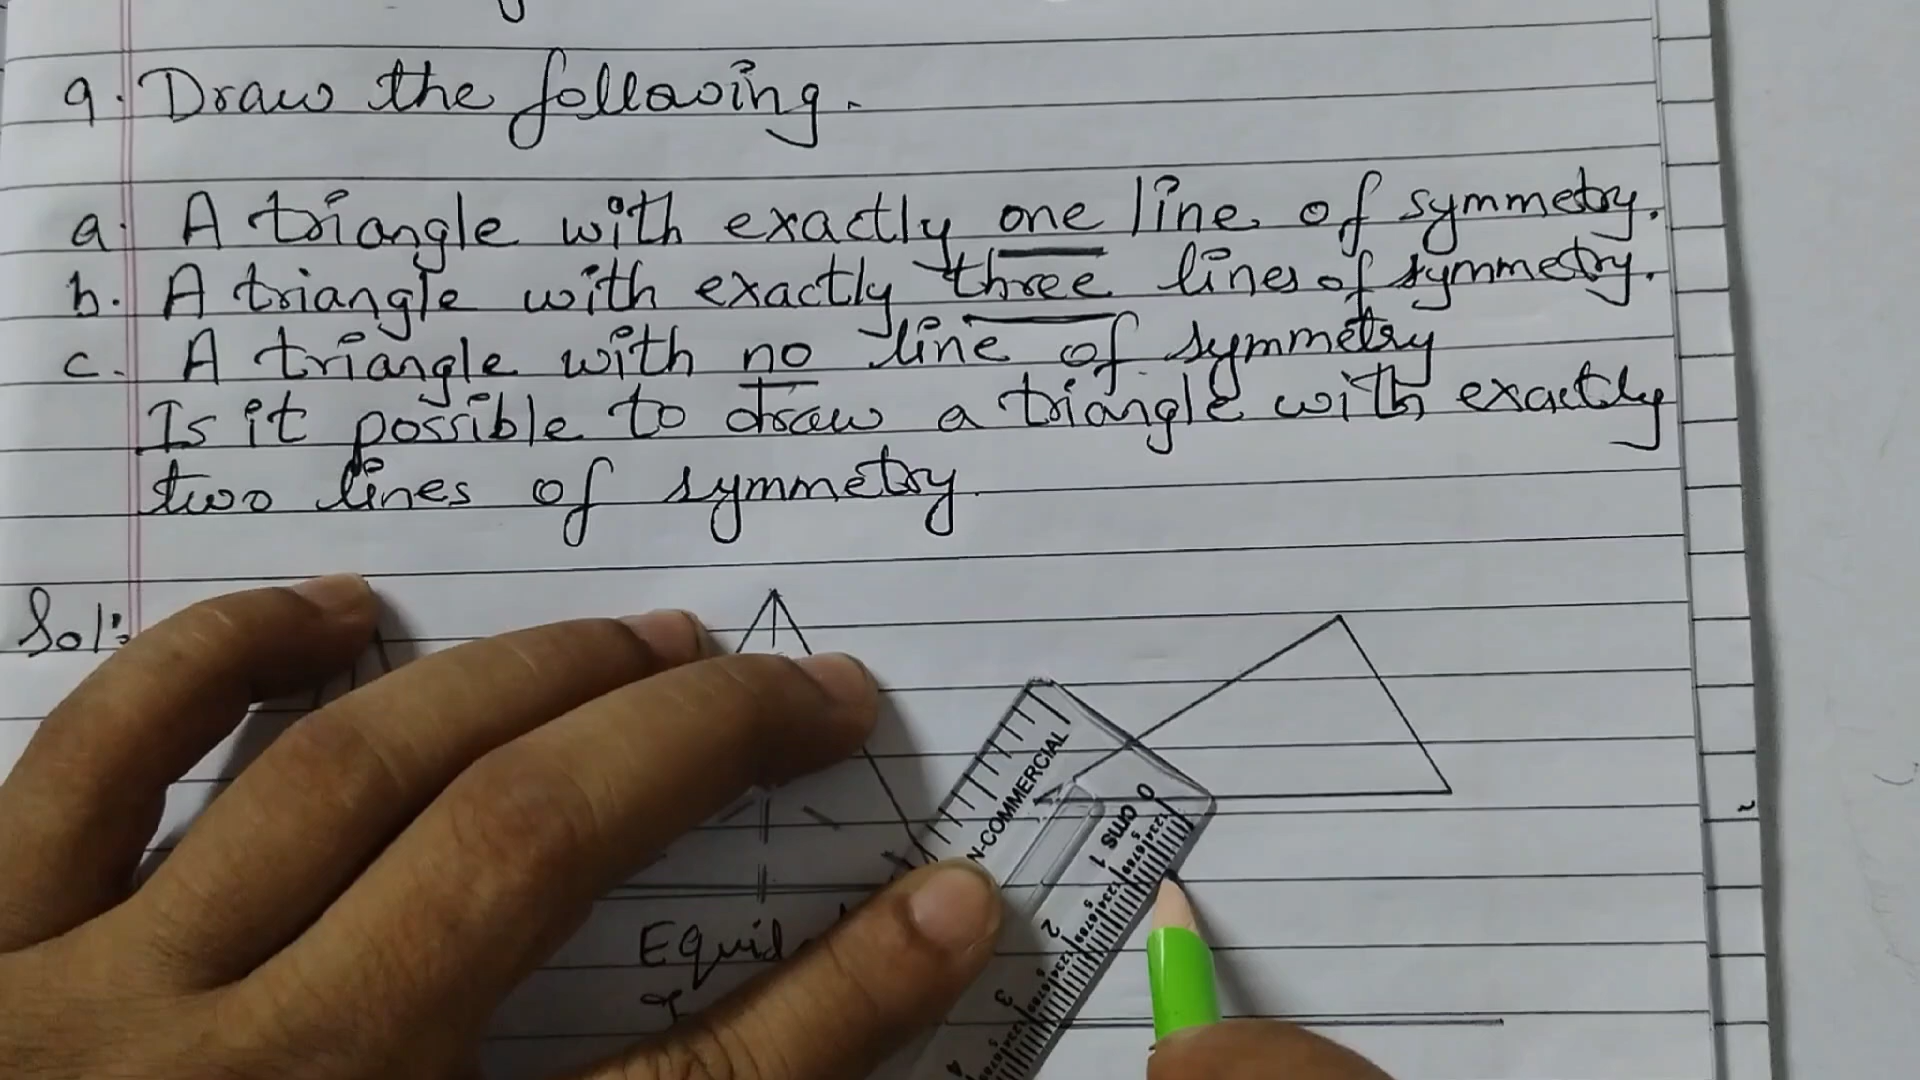 9. Draw the following.
a. A triangle with exactly one line of symmetry.
b. A triangle with exactly three lines of symmetry.
c. A triangle with no line of symmetry
Is it possible to draw a triangle with exactly
two lines of symmetry.
Sol:
N-COMMERCIAL
0 CMS 1 2 3 4